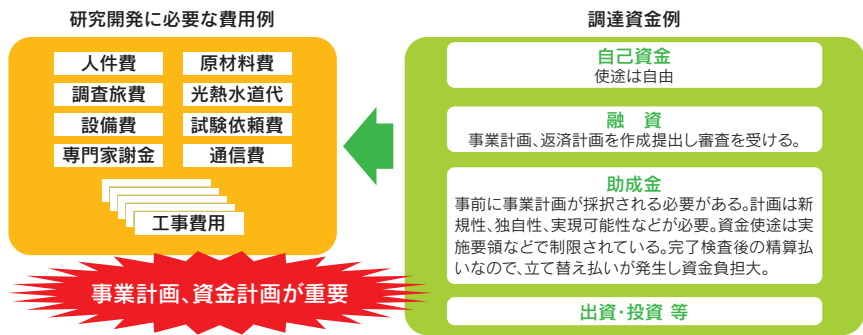 研究開発に必要な費用例
人件費
原材料費
調査旅費
光熱水道代
設備費
試験依頼費
専門家謝金
通信費
工事費用
事業計画、資金計画が重要
調達資金例
自己資金
使途は自由
融　資
事業計画、返済計画を作成提出し審査を受ける。
助成金
事前に事業計画が採択される必要がある。計画は新
規性、独自性、実現可能性などが必要。資金使途は実
施要領などで制限されている。完了検査後の精算払
いなので、立て替え払いが発生し資金負担大。
出資・投資 等